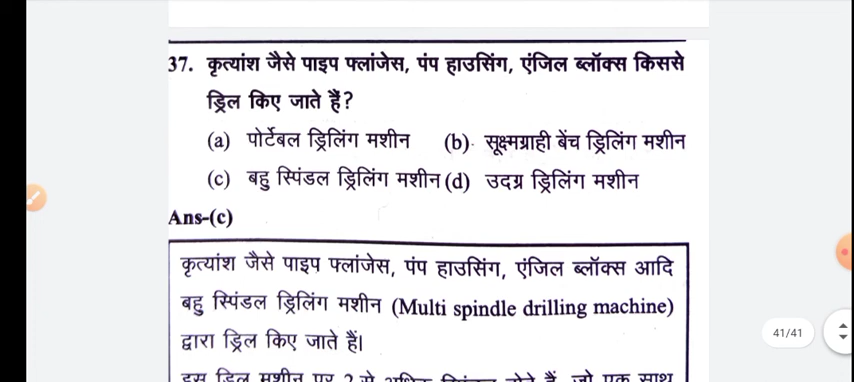 37. कृत्यांश जैसे पाइप फ्लांजेस, पंप हाउसिंग, एंजिल ब्लॉक्स किससे
ड्रिल किए जाते हैं?
(a) पोर्टेबल ड्रिलिंग मशीन (b) सूक्ष्मग्राही बेंच ड्रिलिंग मशीन
(c) बहु स्पिंडल ड्रिलिंग मशीन (d) उदग्र ड्रिलिंग मशीन
Ans-(c)
कृत्यांश जैसे पाइप फ्लांजेस, पंप हाउसिंग, एंजिल ब्लॉक्स आदि
बहु स्पिंडल ड्रिलिंग मशीन (Multi spindle drilling machine)
द्वारा ड्रिल किए जाते हैं।
41/41